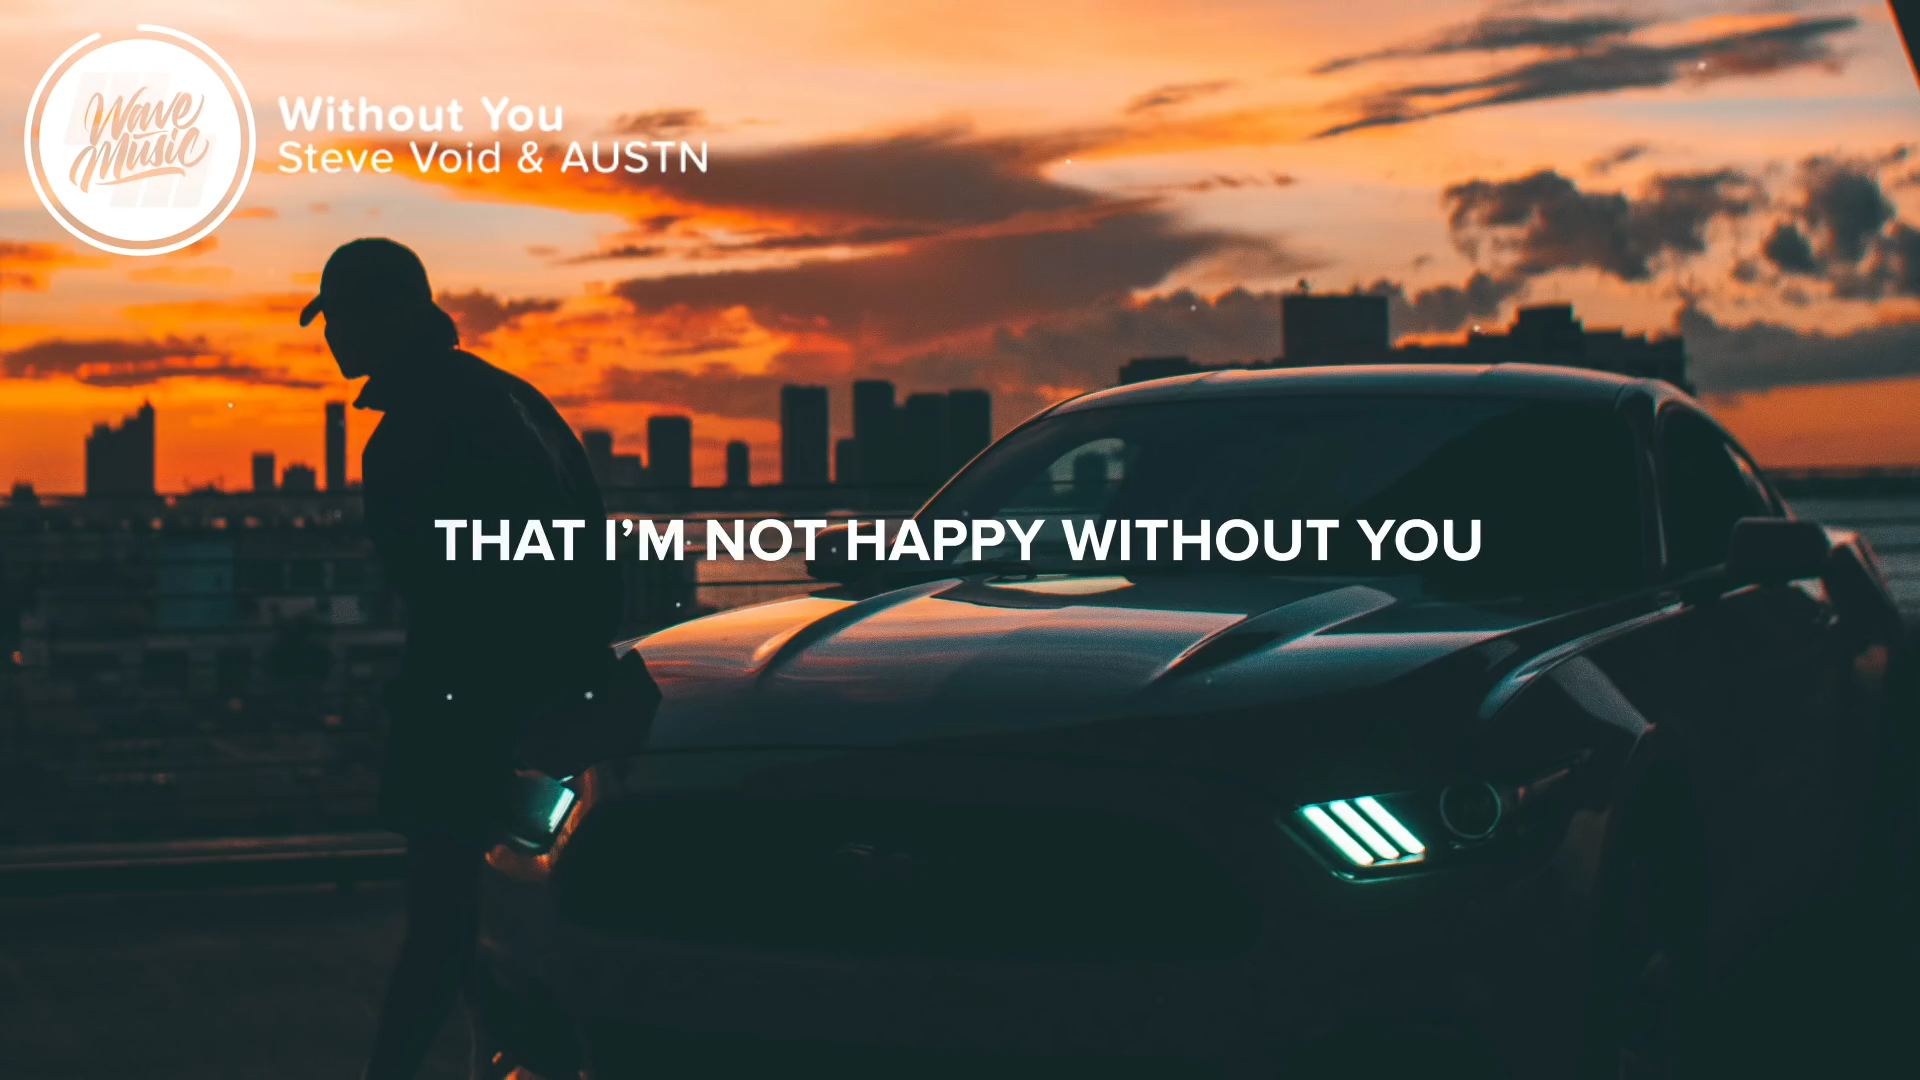 Wave
Music
Without You
Steve Void & AUSTN
THAT I’M NOT HAPPY WITHOUT YOU